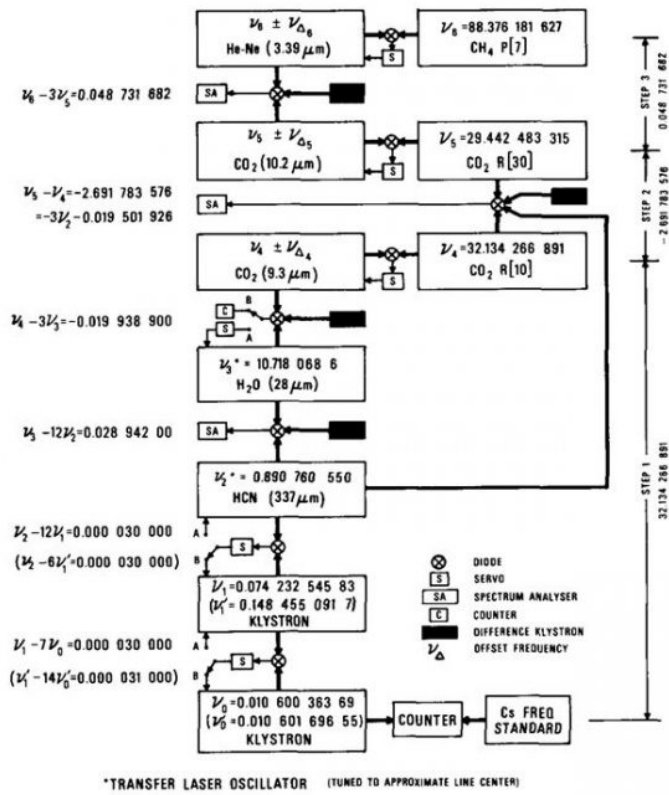 ν₆ ± ν_Δ₆
He-Ne (3.39 μm)
ν₆=88.376 181 627
CH₄ P[7]
S
ν₆ −3ν₅=0.048 731 682
SA
STEP 3
0.048 731 682
ν₅ ± ν_Δ₅
CO₂ (10.2 μm)
ν₅=29.442 483 315
CO₂ R[30]
S
ν₅ −ν₄=−2.691 783 576
=−3ν₂−0.019 501 926
SA
STEP 2
−2.691 783 576
ν₄ ± ν_Δ₄
CO₂ (9.3 μm)
ν₄=32.134 266 891
CO₂ R[10]
S
ν₄ −3ν₃=−0.019 938 900
C
B
S
A
ν₃* = 10.718 068 6
H₂O (28 μm)
ν₃ −12ν₂=0.028 942 00
SA
ν₂* = 0.890 760 550
HCN (337 μm)
STEP 1
32.134 266 891
ν₂−12ν₁=0.000 030 000
A
(ν₂−6ν₁'=0.000 030 000)
B
S
ν₁=0.074 232 545 83
(ν₁'=0.148 455 091 7)
KLYSTRON
ν₁−7ν₀=0.000 030 000
A
(ν₁'−14ν₀'=0.000 031 000)
B
S
ν₀=0.010 600 363 69
(ν₀'=0.010 601 696 55)
KLYSTRON
COUNTER
Cs FREQ
STANDARD
DIODE
S SERVO
SA SPECTRUM ANALYSER
C COUNTER
DIFFERENCE KLYSTRON
ν_Δ OFFSET FREQUENCY
*TRANSFER LASER OSCILLATOR (TUNED TO APPROXIMATE LINE CENTER)